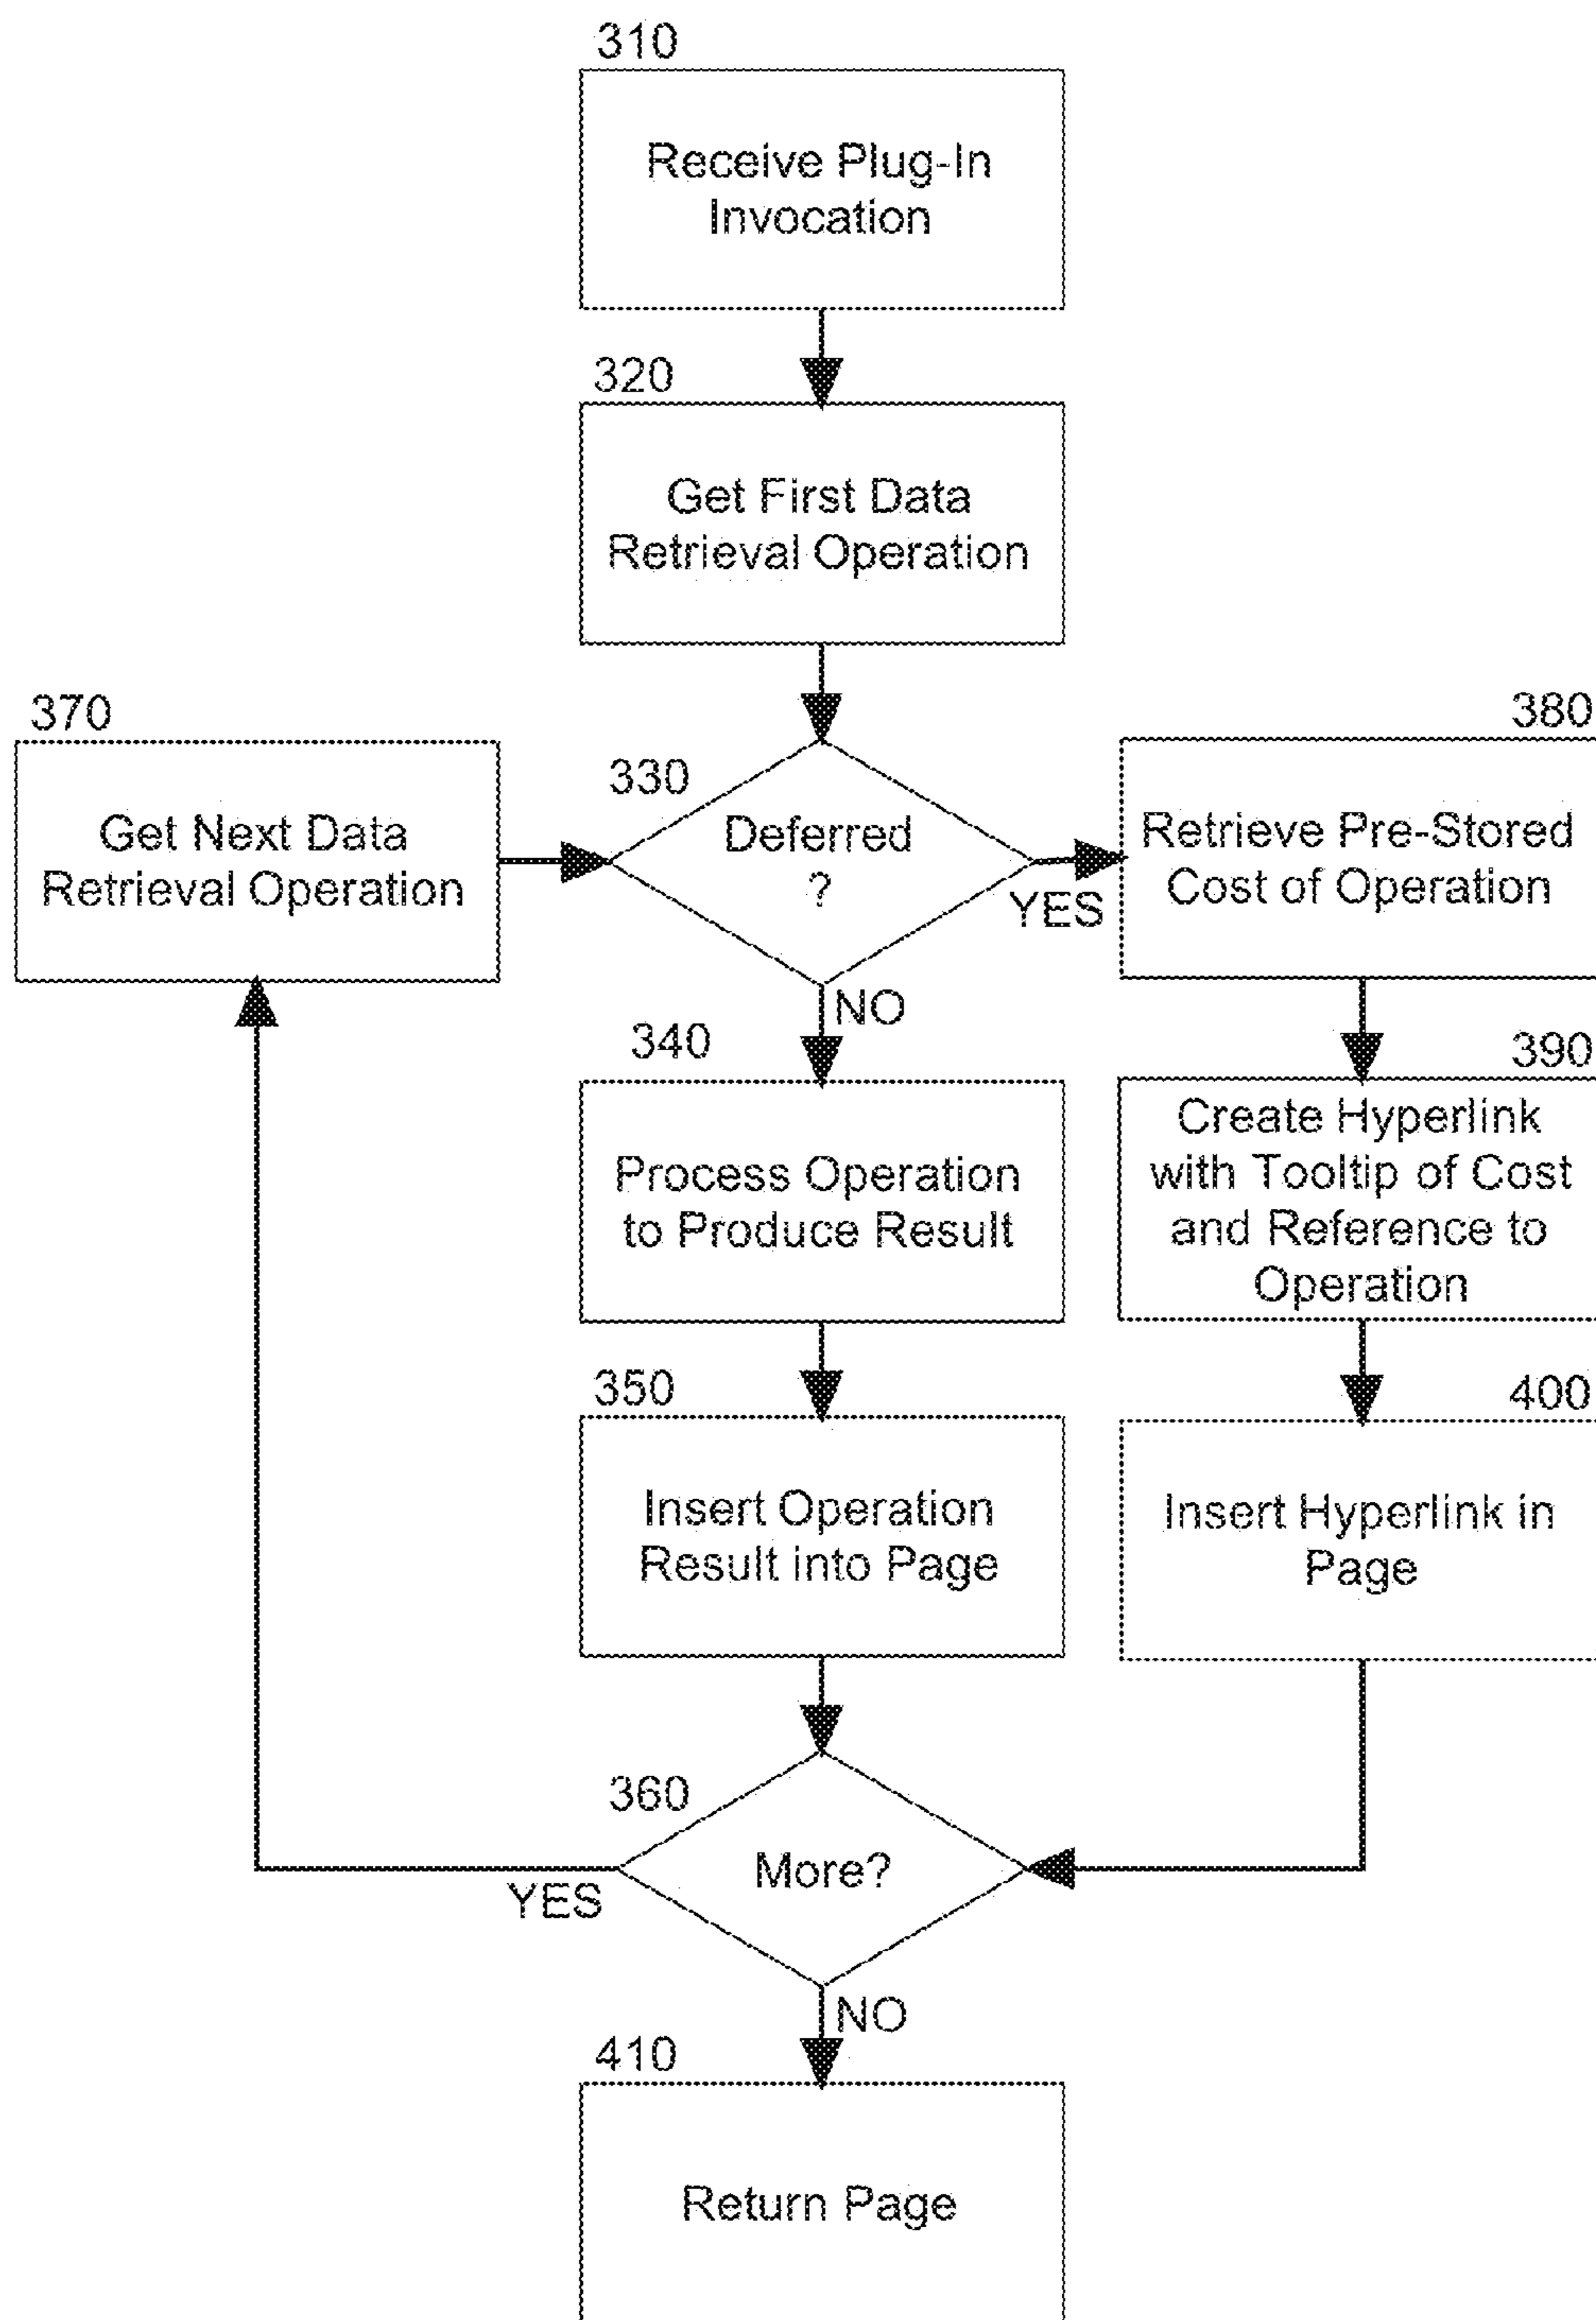 310
Receive Plug-In
Invocation
320
Get First Data
Retrieval Operation
370
Get Next Data
Retrieval Operation
330
Deferred
?
YES
NO
380
Retrieve Pre-Stored
Cost of Operation
340
Process Operation
to Produce Result
390
Create Hyperlink
with Tooltip of Cost
and Reference to
Operation
350
Insert Operation
Result into Page
400
Insert Hyperlink in
Page
360
More?
YES
NO
410
Return Page